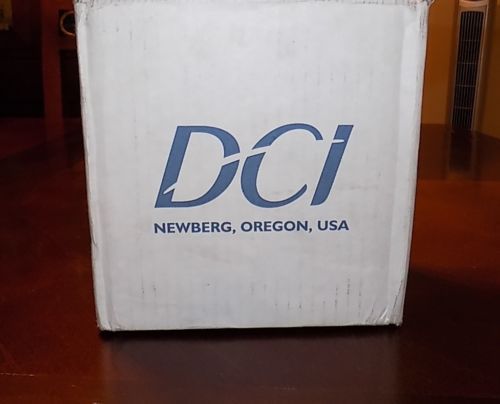 DCI
NEWBERG, OREGON, USA